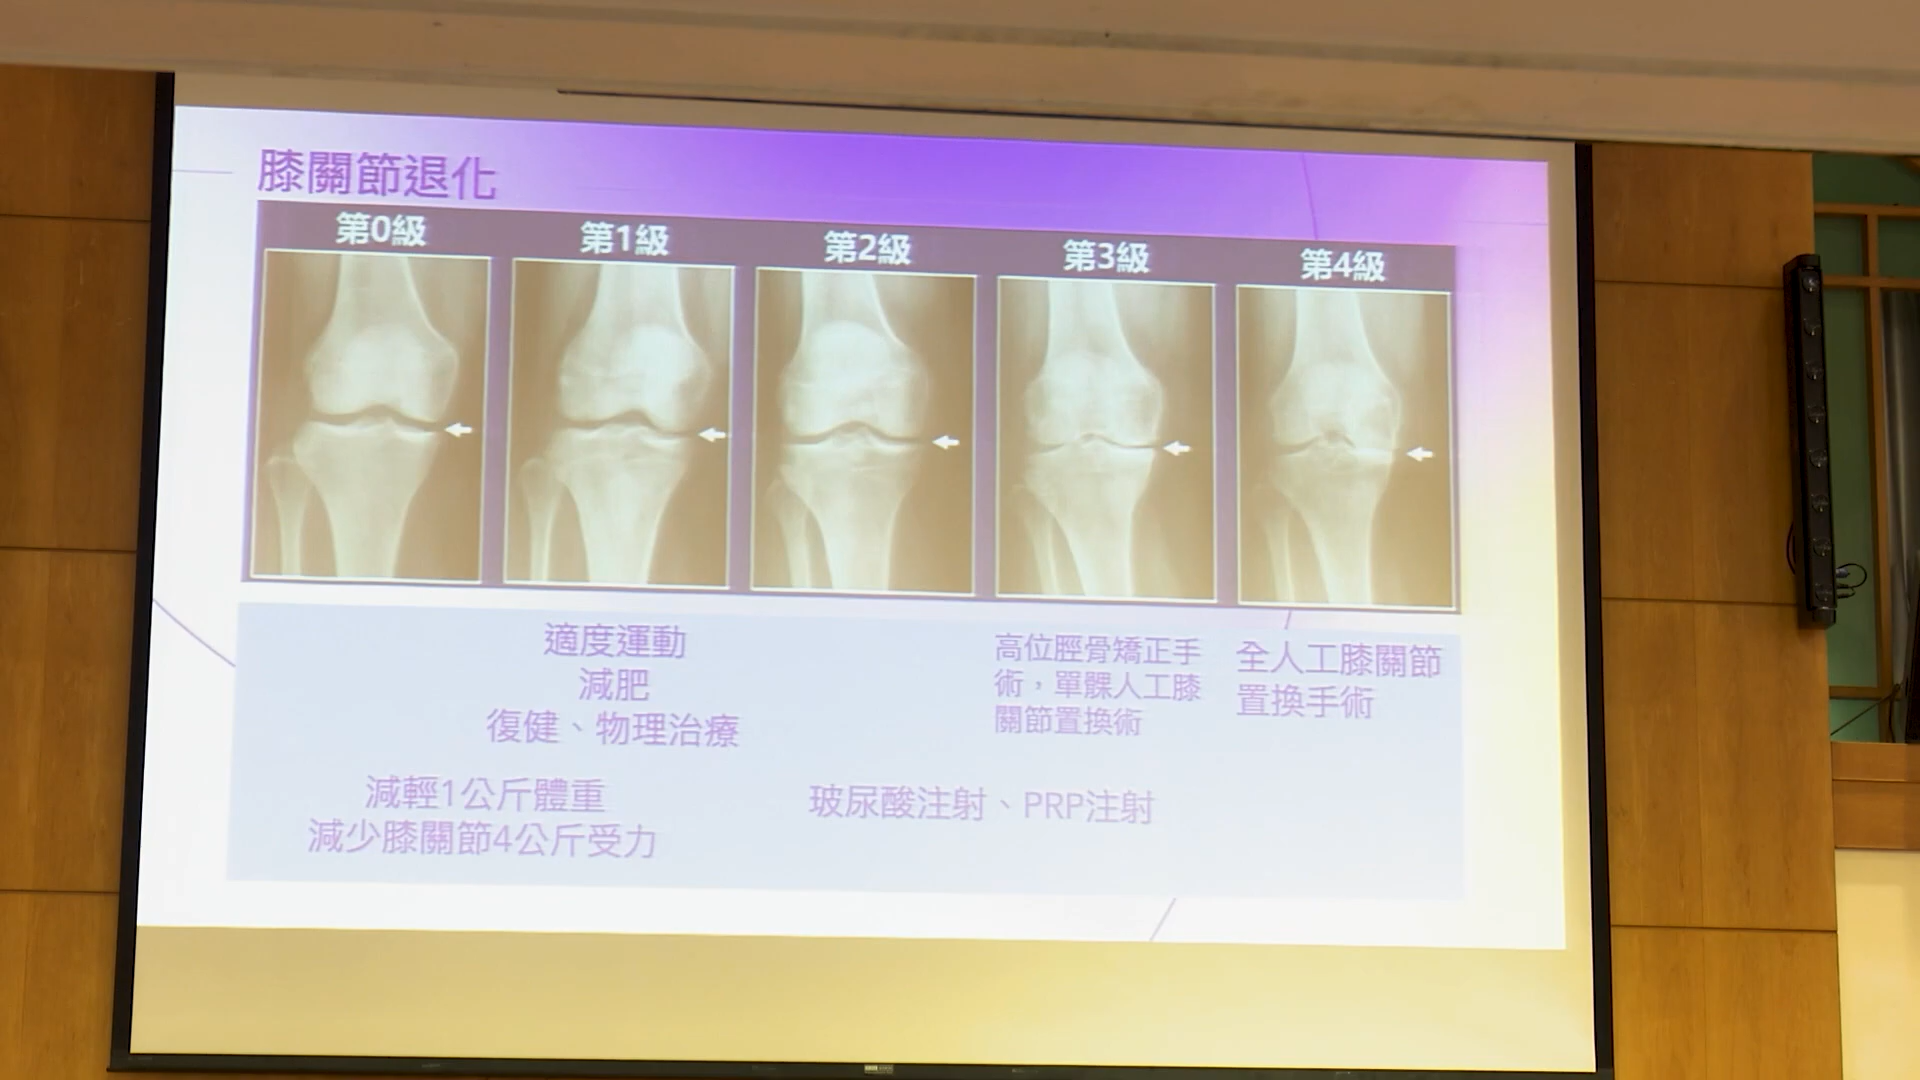 膝關節退化
第0級
第1級
第2級
第3級
第4級
適度運動
減肥
復健、物理治療
高位脛骨矯正手
術，單髁人工膝
關節置換術
全人工膝關節
置換手術
減輕1公斤體重
減少膝關節4公斤受力
玻尿酸注射、PRP注射